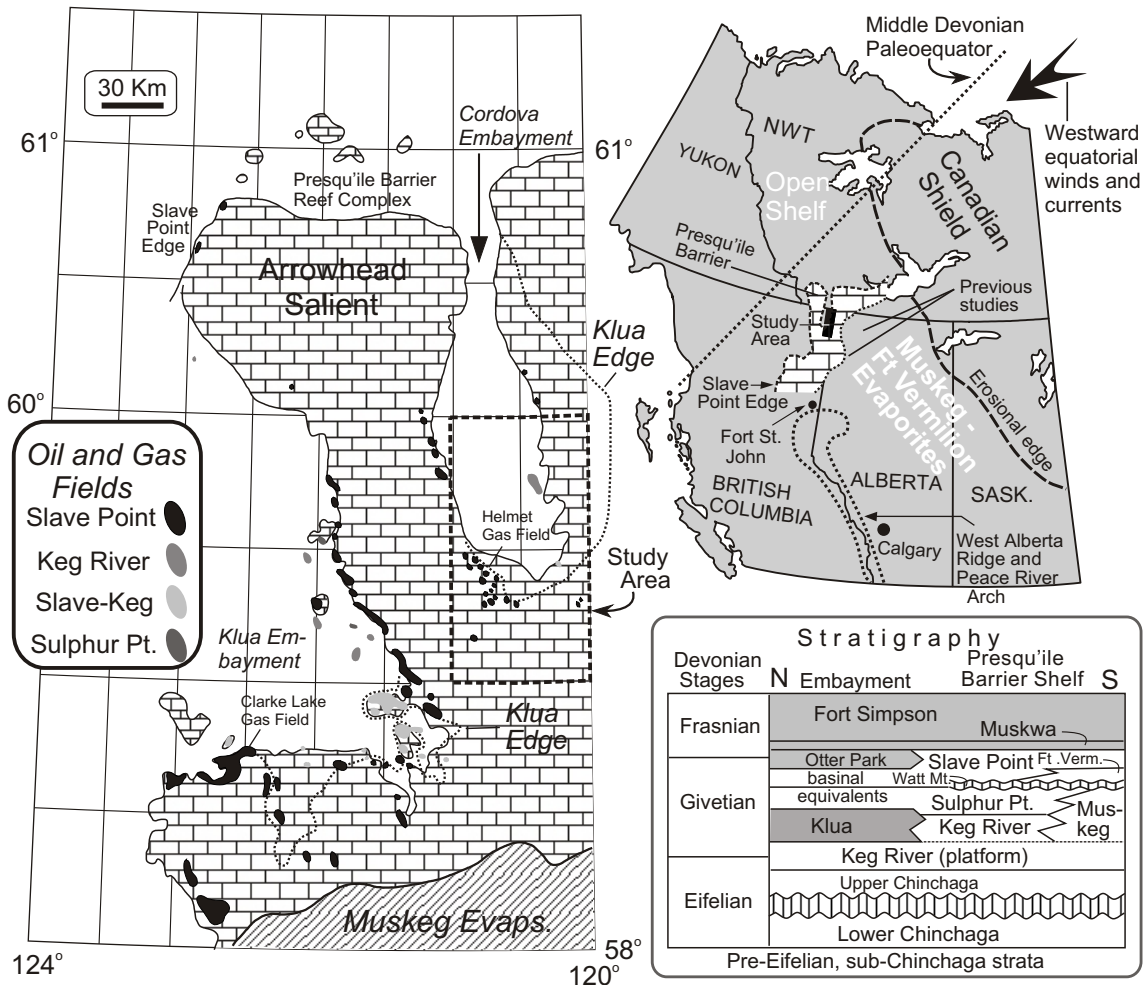 30 Km
61°
Cordova
Embayment
61°
Presqu'ile Barrier
Reef Complex
Slave
Point
Edge
Arrowhead
Salient
Klua
Edge
60°
Oil and Gas
Fields
Slave Point
Keg River
Slave-Keg
Sulphur Pt.
Helmet
Gas Field
Study
Area
Klua Em-
bayment
Clarke Lake
Gas Field
Klua
Edge
Muskeg Evaps.
58°
124°
120°
Middle Devonian
Paleoequator
Westward
equatorial
winds and
currents
NWT
YUKON
Open
Shelf
Canadian
Shield
Presqu'ile
Barrier
Previous
studies
Study
Area
Slave
Point Edge
Muskeg -
Ft Vermilion
Evaporites
Erosional edge
Fort St.
John
BRITISH
COLUMBIA
ALBERTA
SASK.
Calgary
West Alberta
Ridge and
Peace River
Arch
Stratigraphy
Devonian
Stages
N Embayment
Presqu'ile
Barrier Shelf S
Frasnian
Fort Simpson
Muskwa
Givetian
Otter Park
Slave Point
Ft .Verm.
basinal
equivalents
Watt Mt.
Sulphur Pt.
Mus-
keg
Klua
Keg River
Keg River (platform)
Eifelian
Upper Chinchaga
Lower Chinchaga
Pre-Eifelian, sub-Chinchaga strata